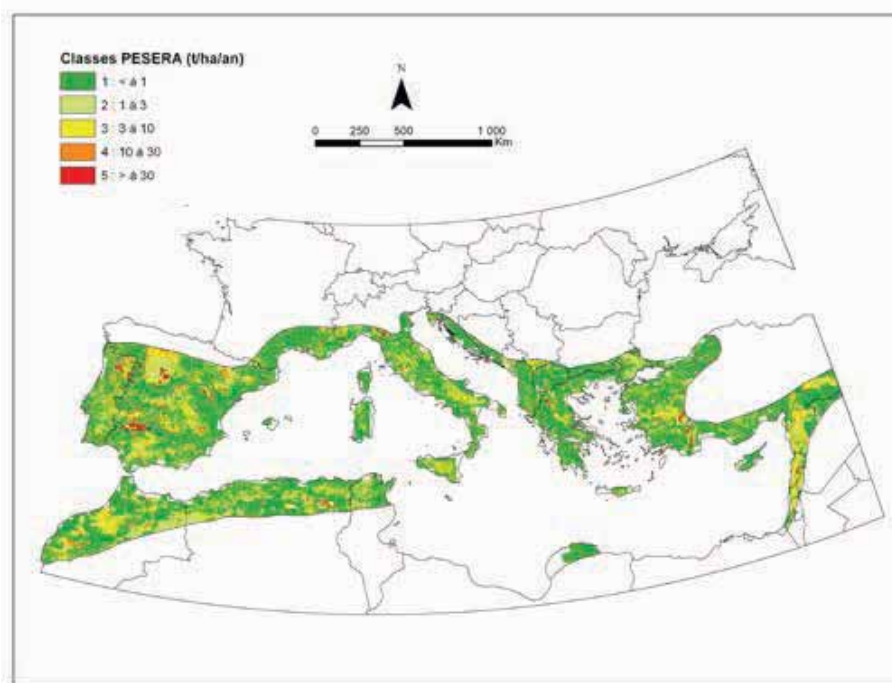 Classes PESERA (t/ha/an)
1 : < à 1
2 : 1 à 3
3 : 3 à 10
4 : 10 à 30
5 : > à 30
N
0 250 500 1 000
Km